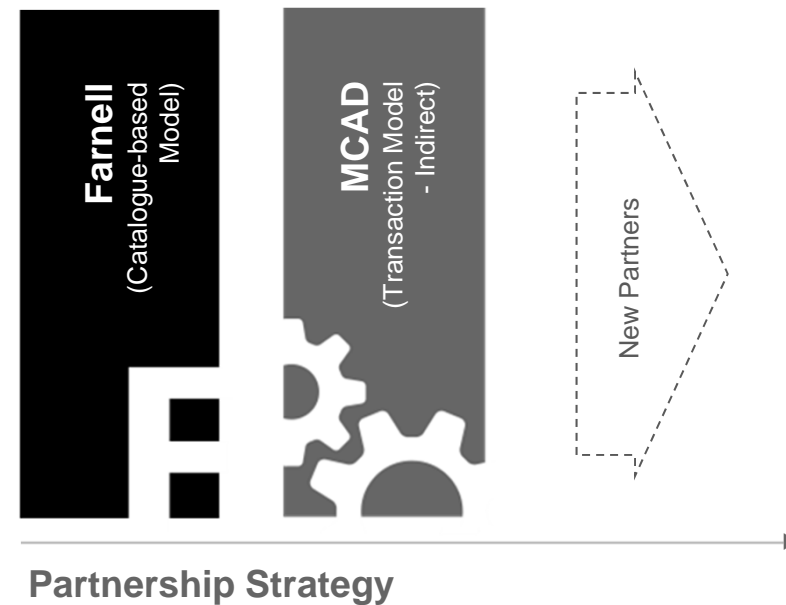 Farnell
(Catalogue-based
Model)
MCAD
(Transaction Model
- Indirect)
New Partners
Partnership Strategy